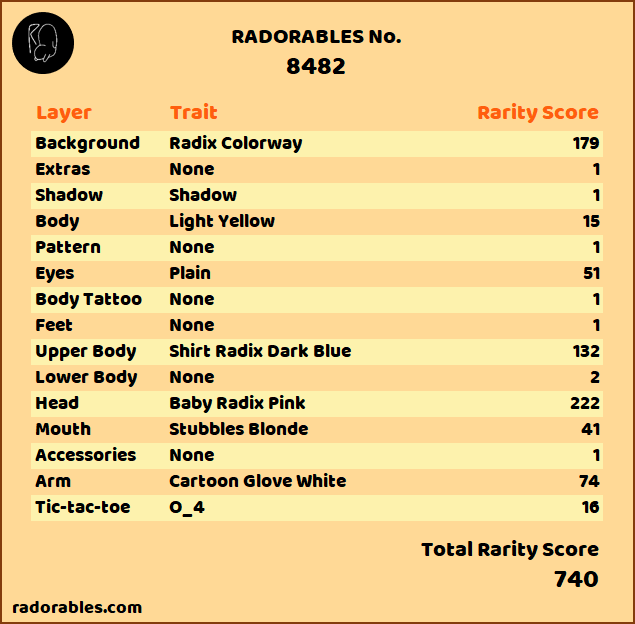 RADORABLES No.
8482
Layer Trait Rarity Score
Background Radix Colorway 179
Extras None 1
Shadow Shadow 1
Body Light Yellow 15
Pattern None 1
Eyes Plain 51
Body Tattoo None 1
Feet None 1
Upper Body Shirt Radix Dark Blue 132
Lower Body None 2
Head Baby Radix Pink 222
Mouth Stubbles Blonde 41
Accessories None 1
Arm Cartoon Glove White 74
Tic-tac-toe O_4 16
Total Rarity Score
740
radorables.com